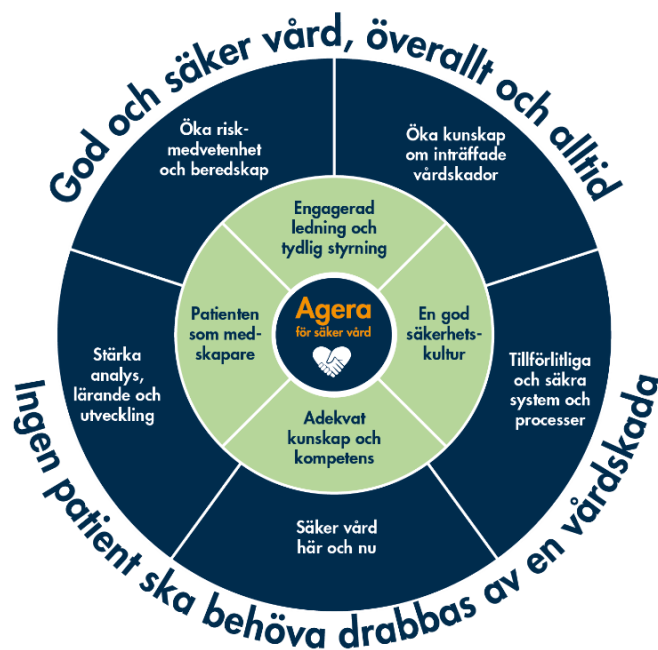 God och säker vård, överallt och alltid
Öka risk-
medvetenhet
och beredskap
Öka kunskap
om inträffade
vårdskador
Engagerad
ledning och
tydlig styrning
Patienten
som med-
skapare
Agera
för säker vård
En god
säkerhets-
kultur
Stärka
analys,
lärande och
utveckling
Tillförlitliga
och säkra
system och
processer
Adekvat
kunskap och
kompetens
Säker vård
här och nu
Ingen patient ska behöva drabbas av en vårdskada